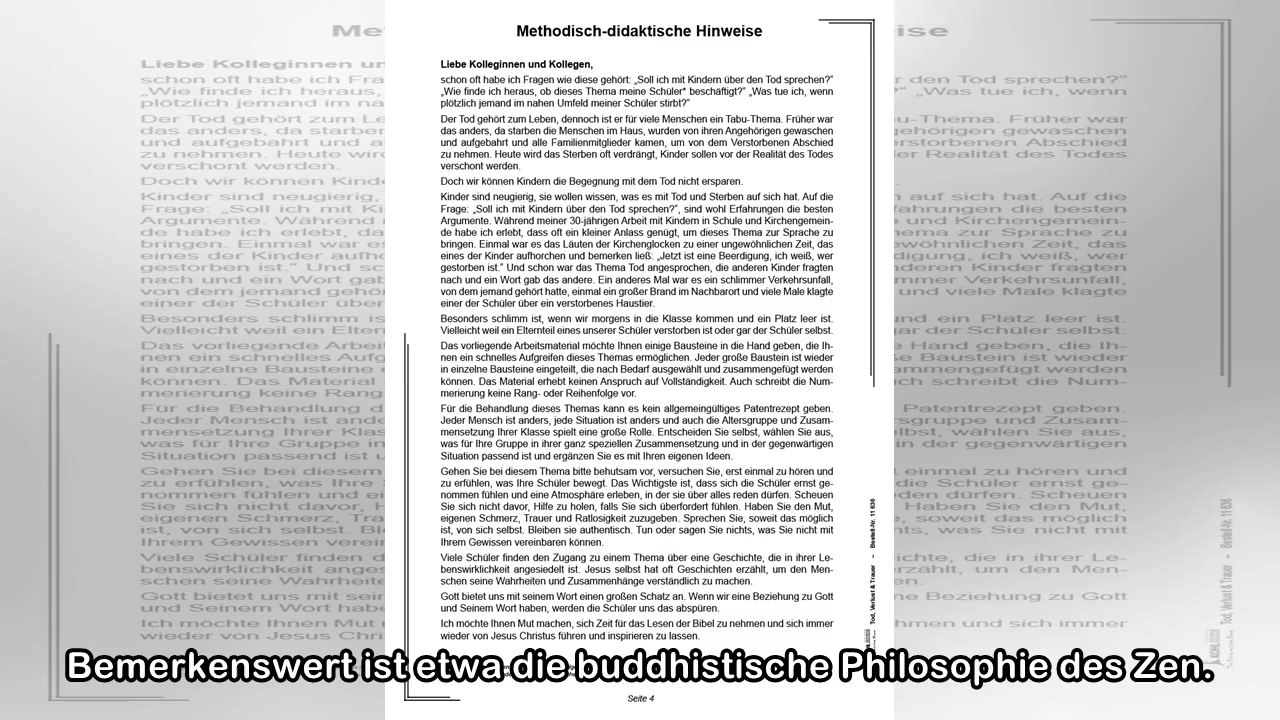 Methodisch-didaktische Hinweise
Liebe Kolleginnen und Kollegen,
schon oft habe ich Fragen wie diese gehört: „Soll ich mit Kindern über den Tod sprechen?“
„Wie finde ich heraus, ob dieses Thema meine Schüler* beschäftigt?“ „Was tue ich, wenn
plötzlich jemand im nahen Umfeld meiner Schüler stirbt?“
Der Tod gehört zum Leben, dennoch ist er für viele Menschen ein Tabu-Thema. Früher war
das anders, da starben die Menschen im Haus, wurden von ihren Angehörigen gewaschen
und aufgebahrt und alle Familienmitglieder kamen, um von dem Verstorbenen Abschied
zu nehmen. Heute wird das Sterben oft verdrängt, Kinder sollen vor der Realität des Todes
verschont werden.
Doch wir können Kindern die Begegnung mit dem Tod nicht ersparen.
Kinder sind neugierig, sie wollen wissen, was es mit Tod und Sterben auf sich hat. Auf die
Frage: „Soll ich mit Kindern über den Tod sprechen?“, sind wohl Erfahrungen die besten
Argumente. Während meiner 30-jährigen Arbeit mit Kindern in Schule und Kirchengemein-
de habe ich erlebt, dass oft ein kleiner Anlass genügt, um dieses Thema zur Sprache zu
bringen. Einmal war es das Läuten der Kirchenglocken zu einer ungewöhnlichen Zeit, das
eines der Kinder aufhorchen und bemerken ließ: „Jetzt ist eine Beerdigung, ich weiß, wer
gestorben ist.“ Und schon war das Thema Tod angesprochen, die anderen Kinder fragten
nach und ein Wort gab das andere. Ein anderes Mal war es ein schlimmer Verkehrsunfall,
von dem jemand gehört hatte, einmal ein großer Brand im Nachbarort und viele Male klagte
einer der Schüler über ein verstorbenes Haustier.
Besonders schlimm ist, wenn wir morgens in die Klasse kommen und ein Platz leer ist.
Vielleicht weil ein Elternteil eines unserer Schüler verstorben ist oder gar der Schüler selbst.
Das vorliegende Arbeitsmaterial möchte Ihnen einige Bausteine in die Hand geben, die Ih-
nen ein schnelles Aufgreifen dieses Themas ermöglichen. Jeder große Baustein ist wieder
in einzelne Bausteine eingeteilt, die nach Bedarf ausgewählt und zusammengefügt werden
können. Das Material erhebt keinen Anspruch auf Vollständigkeit. Auch schreibt die Num-
merierung keine Rang- oder Reihenfolge vor.
Für die Behandlung dieses Themas kann es kein allgemeingültiges Patentrezept geben.
Jeder Mensch ist anders, jede Situation ist anders und auch die Altersgruppe und Zusam-
mensetzung Ihrer Klasse spielt eine große Rolle. Entscheiden Sie selbst, wählen Sie aus,
was für Ihre Gruppe in ihrer ganz speziellen Zusammensetzung und in der gegenwärtigen
Situation passend ist und ergänzen Sie es mit Ihren eigenen Ideen.
Gehen Sie bei diesem Thema bitte behutsam vor, versuchen Sie, erst einmal zu hören und
zu erfühlen, was Ihre Schüler bewegt. Das Wichtigste ist, dass sich die Schüler ernst ge-
nommen fühlen und eine Atmosphäre erleben, in der sie über alles reden dürfen. Scheuen
Sie sich nicht davor, Hilfe zu holen, falls Sie sich überfordert fühlen. Haben Sie den Mut,
eigenen Schmerz, Trauer und Ratlosigkeit zuzugeben. Sprechen Sie, soweit das möglich
ist, von sich selbst. Bleiben sie authentisch. Tun oder sagen Sie nichts, was Sie nicht mit
Ihrem Gewissen vereinbaren können.
Viele Schüler finden den Zugang zu einem Thema über eine Geschichte, die in ihrer Le-
benswirklichkeit angesiedelt ist. Jesus selbst hat oft Geschichten erzählt, um den Men-
schen seine Wahrheiten und Zusammenhänge verständlich zu machen.
Gott bietet uns mit seinem Wort einen großen Schatz an. Wenn wir eine Beziehung zu Gott
und Seinem Wort haben, werden die Schüler uns das abspüren.
Ich möchte Ihnen Mut machen, sich Zeit für das Lesen der Bibel zu nehmen und sich immer
wieder von Jesus Christus führen und inspirieren zu lassen.
Tod, Verlust & Trauer – Bestell-Nr. 11 636
Bemerkenswert ist etwa die buddhistische Philosophie des Zen.
Seite 4